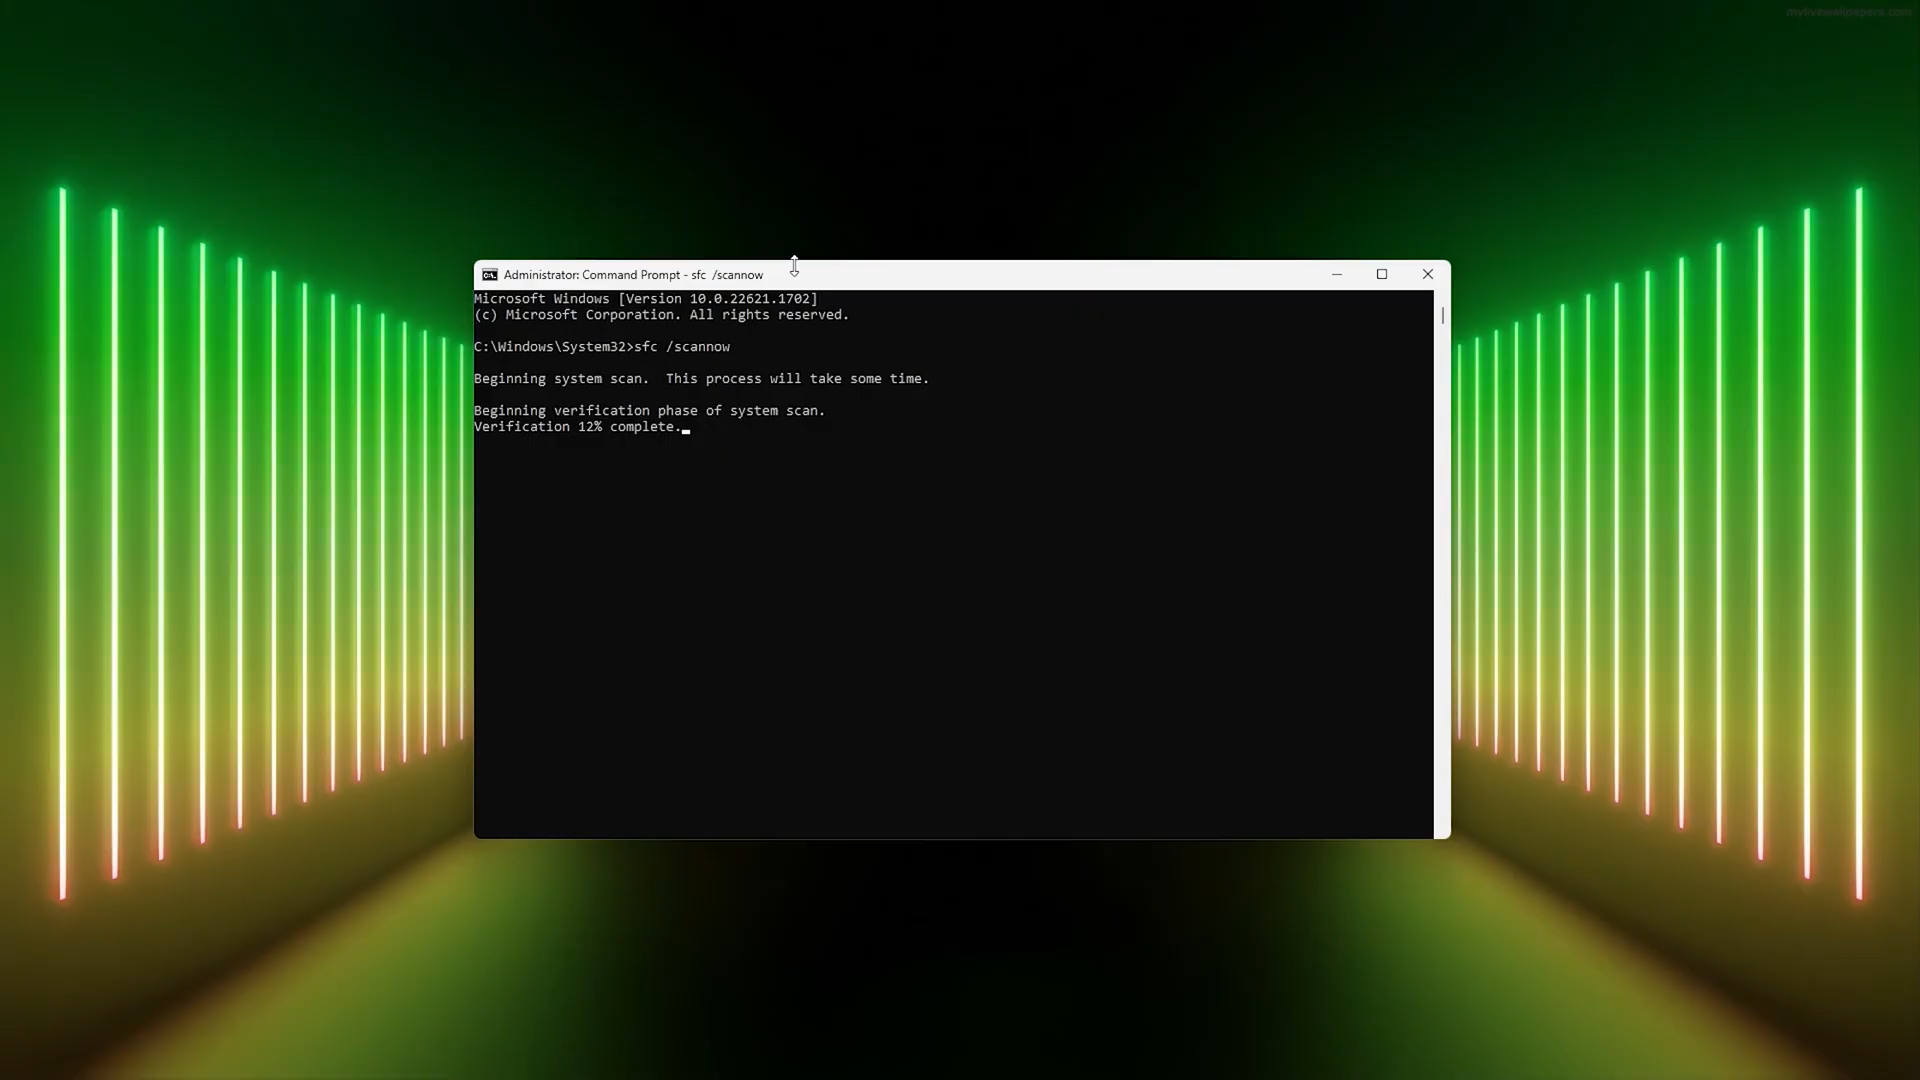 mylivewallpapers.com
Administrator: Command Prompt - sfc  /scannow
Microsoft Windows [Version 10.0.22621.1702]
(c) Microsoft Corporation. All rights reserved.
C:\Windows\System32>sfc /scannow
Beginning system scan.  This process will take some time.
Beginning verification phase of system scan.
Verification 12% complete.